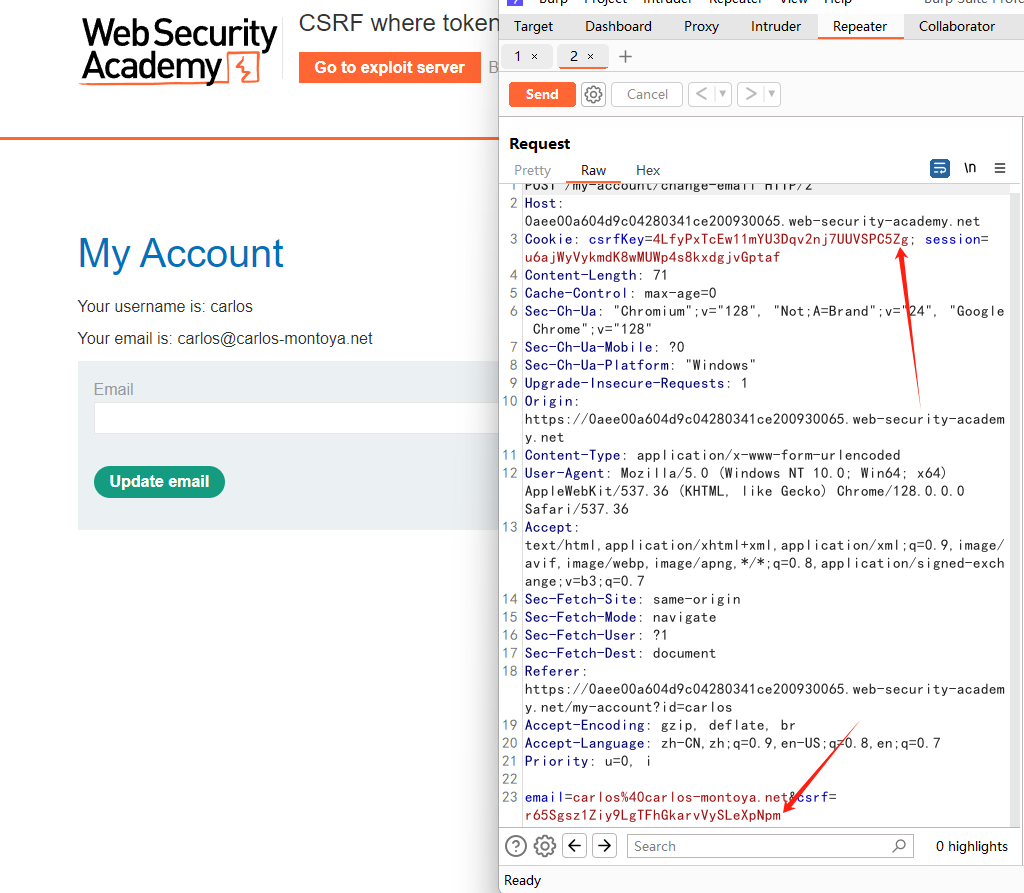 Web Security
Academy
CSRF where token
Go to exploit server
My Account
Your username is: carlos
Your email is: carlos@carlos-montoya.net
Email
Update email
Burp Project Intruder Repeater View Help
Target Dashboard Proxy Intruder Repeater Collaborator
1 × 2 × +
Send Cancel < >
Request
Pretty Raw Hex \n
1 POST /my-account/change-email HTTP/2
2 Host:
0aee00a604d9c04280341ce200930065.web-security-academy.net
3 Cookie: csrfKey=4LfyPxTcEw11mYU3Dqv2nj7UUVSPC5Zg; session=
u6ajWyVykmdK8wMUWp4s8kxdgjvGptaf
4 Content-Length: 71
5 Cache-Control: max-age=0
6 Sec-Ch-Ua: "Chromium";v="128", "Not;A=Brand";v="24", "Google
Chrome";v="128"
7 Sec-Ch-Ua-Mobile: ?0
8 Sec-Ch-Ua-Platform: "Windows"
9 Upgrade-Insecure-Requests: 1
10 Origin:
https://0aee00a604d9c04280341ce200930065.web-security-academ
y.net
11 Content-Type: application/x-www-form-urlencoded
12 User-Agent: Mozilla/5.0 (Windows NT 10.0; Win64; x64)
AppleWebKit/537.36 (KHTML, like Gecko) Chrome/128.0.0.0
Safari/537.36
13 Accept:
text/html,application/xhtml+xml,application/xml;q=0.9,image/
avif,image/webp,image/apng,*/*;q=0.8,application/signed-exch
ange;v=b3;q=0.7
14 Sec-Fetch-Site: same-origin
15 Sec-Fetch-Mode: navigate
16 Sec-Fetch-User: ?1
17 Sec-Fetch-Dest: document
18 Referer:
https://0aee00a604d9c04280341ce200930065.web-security-academ
y.net/my-account?id=carlos
19 Accept-Encoding: gzip, deflate, br
20 Accept-Language: zh-CN,zh;q=0.9,en-US;q=0.8,en;q=0.7
21 Priority: u=0, i
22
23 email=carlos%40carlos-montoya.net&csrf=
r65Sgsz1Ziy9LgTFhGkarvVySLeXpNpm
Search 0 highlights
Ready